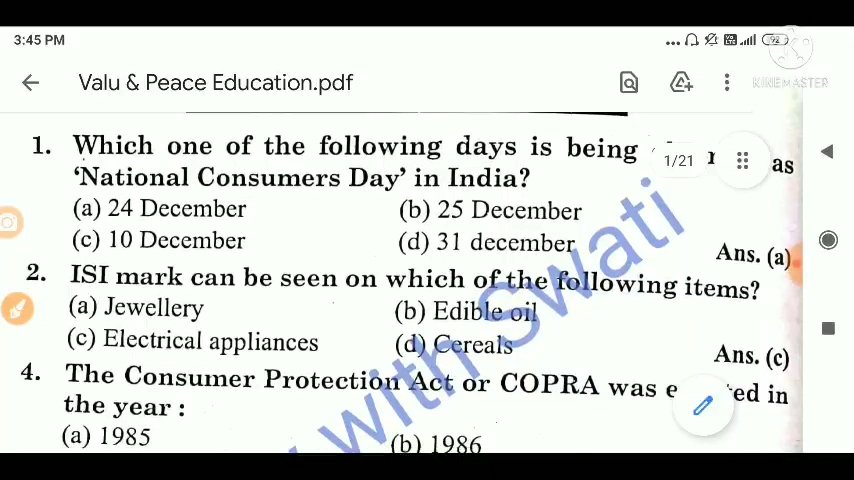 3:45 PM
92
KINEMASTER
Valu & Peace Education.pdf
1/21
1. Which one of the following days is being as
'National Consumers Day' in India?
(a) 24 December (b) 25 December
(c) 10 December (d) 31 december
Ans. (a)
2. ISI mark can be seen on which of the following items?
(a) Jewellery (b) Edible oil
(c) Electrical appliances (d) Cereals
Ans. (c)
4. The Consumer Protection Act or COPRA was in
the year :
(a) 1985 (b) 1986
with Swati